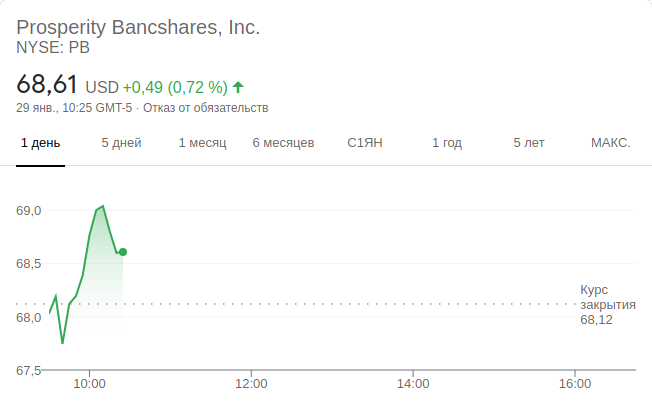 Prosperity Bancshares, Inc.
NYSE: PB
68,61 USD +0,49 (0,72 %)
29 янв., 10:25 GMT-5 · Отказ от обязательств
1 день 5 дней 1 месяц 6 месяцев С1ЯН 1 год 5 лет МАКС.
69,0
68,5
Курс
закрытия
68,12
68,0
67,5
10:00 12:00 14:00 16:00